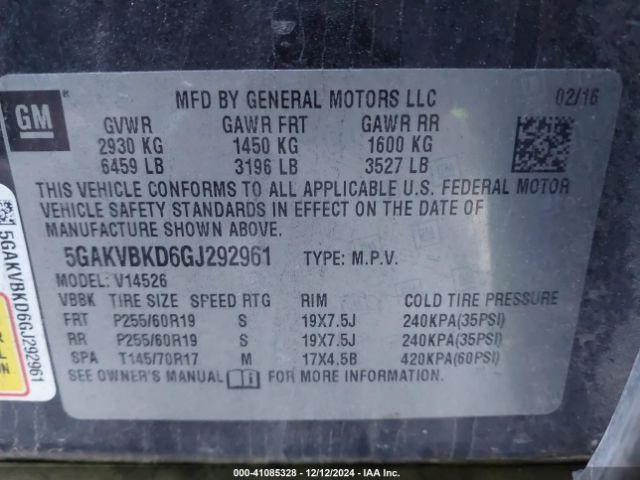 GM
MFD BY GENERAL MOTORS LLC 02/16
GVWR GAWR FRT GAWR RR
2930 KG 1450 KG 1600 KG
6459 LB 3196 LB 3527 LB
THIS VEHICLE CONFORMS TO ALL APPLICABLE U.S. FEDERAL MOTOR
VEHICLE SAFETY STANDARDS IN EFFECT ON THE DATE OF
MANUFACTURE SHOWN ABOVE.
5GAKVBKD6GJ292961 TYPE: M.P.V.
MODEL: V14526
VBBK TIRE SIZE SPEED RTG RIM COLD TIRE PRESSURE
FRT P255/60R19 S 19X7.5J 240KPA(35PSI)
RR P255/60R19 S 19X7.5J 240KPA(35PSI)
SPA T145/70R17 M 17X4.5B 420KPA(60PSI)
SEE OWNER'S MANUAL FOR MORE INFORMATION.
5GAKVBKD6GJ292961
000-41085328 - 12/12/2024 - IAA Inc.